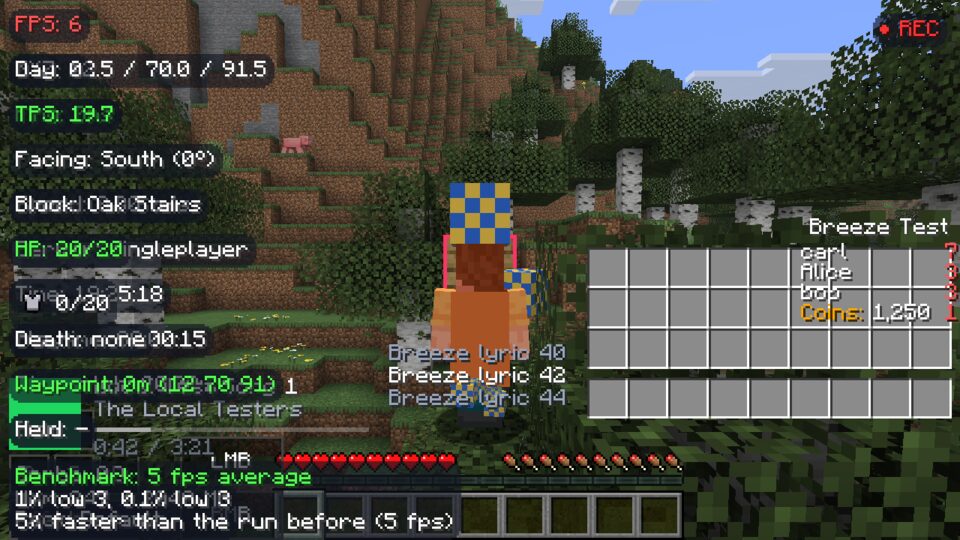 FPS: 6
REC
Day: 03.5 / 70.0 / 91.5
TPS: 19.7
Facing: South (0°)
Block: Oak Stairs
Breeze Test
HP: 20/20 ingleplayer
carl 7
Alice 3
bob
Coins: 1,250 1
5:18
0/20
Death: none 00:15
Breeze lyric 40
Breeze lyric 42
Breeze lyric 44
Waypoint: 0m (12 70 91) 1
The Local Testers
Held: —
0:42 / 3:21
LMB
Benchmark: 5 fps average
1% low 3, 0.1% low 3
5% faster than the run before (5 fps)